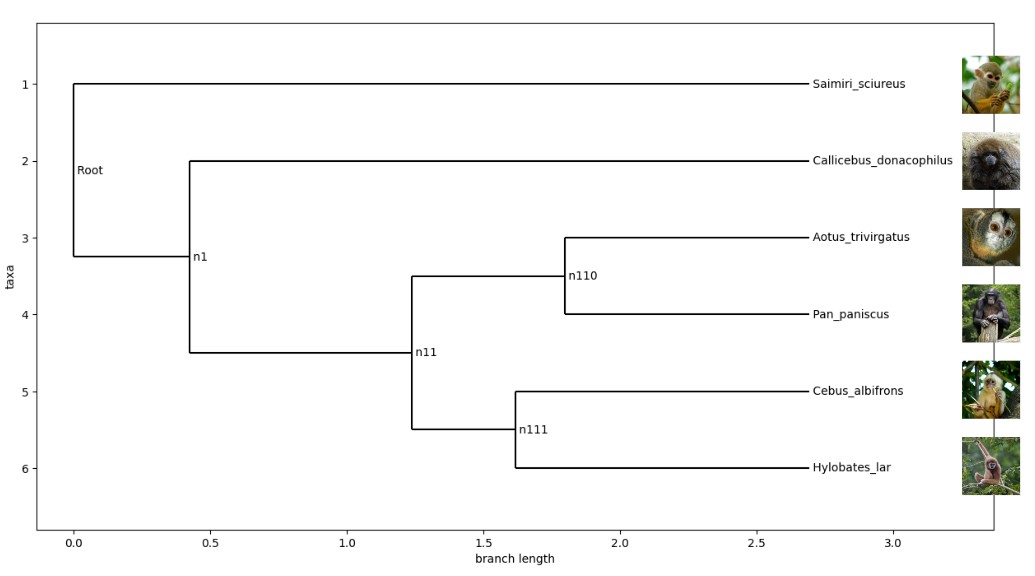 1
Saimiri_sciureus
2
Callicebus_donacophilus
Root
3
Aotus_trivirgatus
n1
n110
taxa
4
Pan_paniscus
n11
5
Cebus_albifrons
n111
6
Hylobates_lar
0.0 0.5 1.0 1.5 2.0 2.5 3.0
branch length